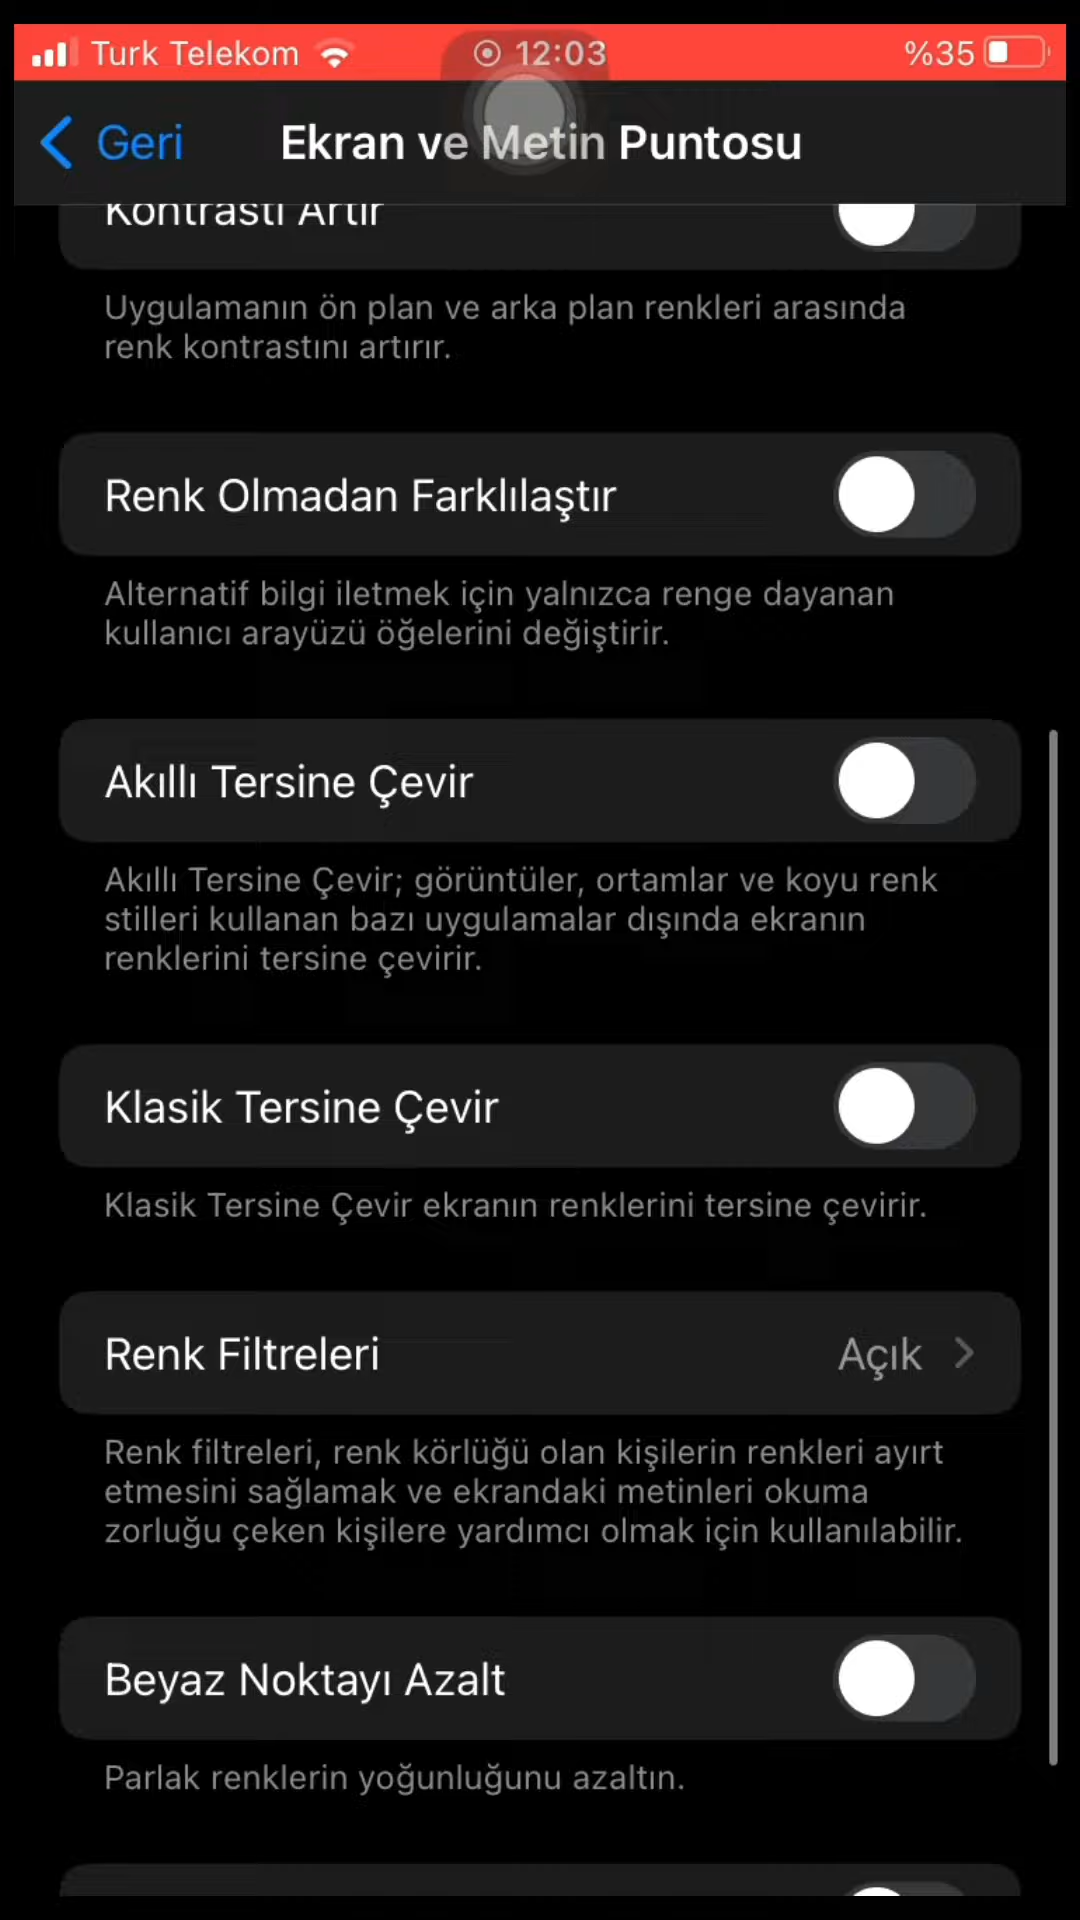 Turk Telekom 12:03 %35
Geri Ekran ve Metin Puntosu
Kontrastı Artır
Uygulamanın ön plan ve arka plan renkleri arasında
renk kontrastını artırır.
Renk Olmadan Farklılaştır
Alternatif bilgi iletmek için yalnızca renge dayanan
kullanıcı arayüzü öğelerini değiştirir.
Akıllı Tersine Çevir
Akıllı Tersine Çevir; görüntüler, ortamlar ve koyu renk
stilleri kullanan bazı uygulamalar dışında ekranın
renklerini tersine çevirir.
Klasik Tersine Çevir
Klasik Tersine Çevir ekranın renklerini tersine çevirir.
Renk Filtreleri Açık
Renk filtreleri, renk körlüğü olan kişilerin renkleri ayırt
etmesini sağlamak ve ekrandaki metinleri okuma
zorluğu çeken kişilere yardımcı olmak için kullanılabilir.
Beyaz Noktayı Azalt
Parlak renklerin yoğunluğunu azaltın.